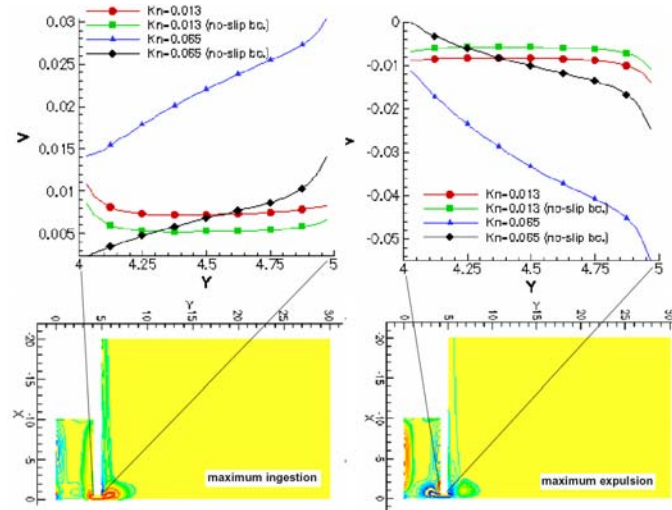 0.03
0.025
0.02
0.015
0.01
0.005
V
Kn=0.013
Kn=0.013 (no-slip bc.)
Kn=0.065
Kn=0.065 (no-slip bc.)
4 4.25 4.5 4.75 5
Y
0
-0.01
-0.02
-0.03
-0.04
-0.05
V
Kn=0.013
Kn=0.013 (no-slip bc.)
Kn=0.065
Kn=0.065 (no-slip bc.)
4 4.25 4.5 4.75 5
Y
Y
0 5 10 15 20 25 30
-20
-15
-10
-5
0
X
maximum ingestion
Y
0 5 10 15 20 25 30
-20
-15
-10
-5
0
X
maximum expulsion